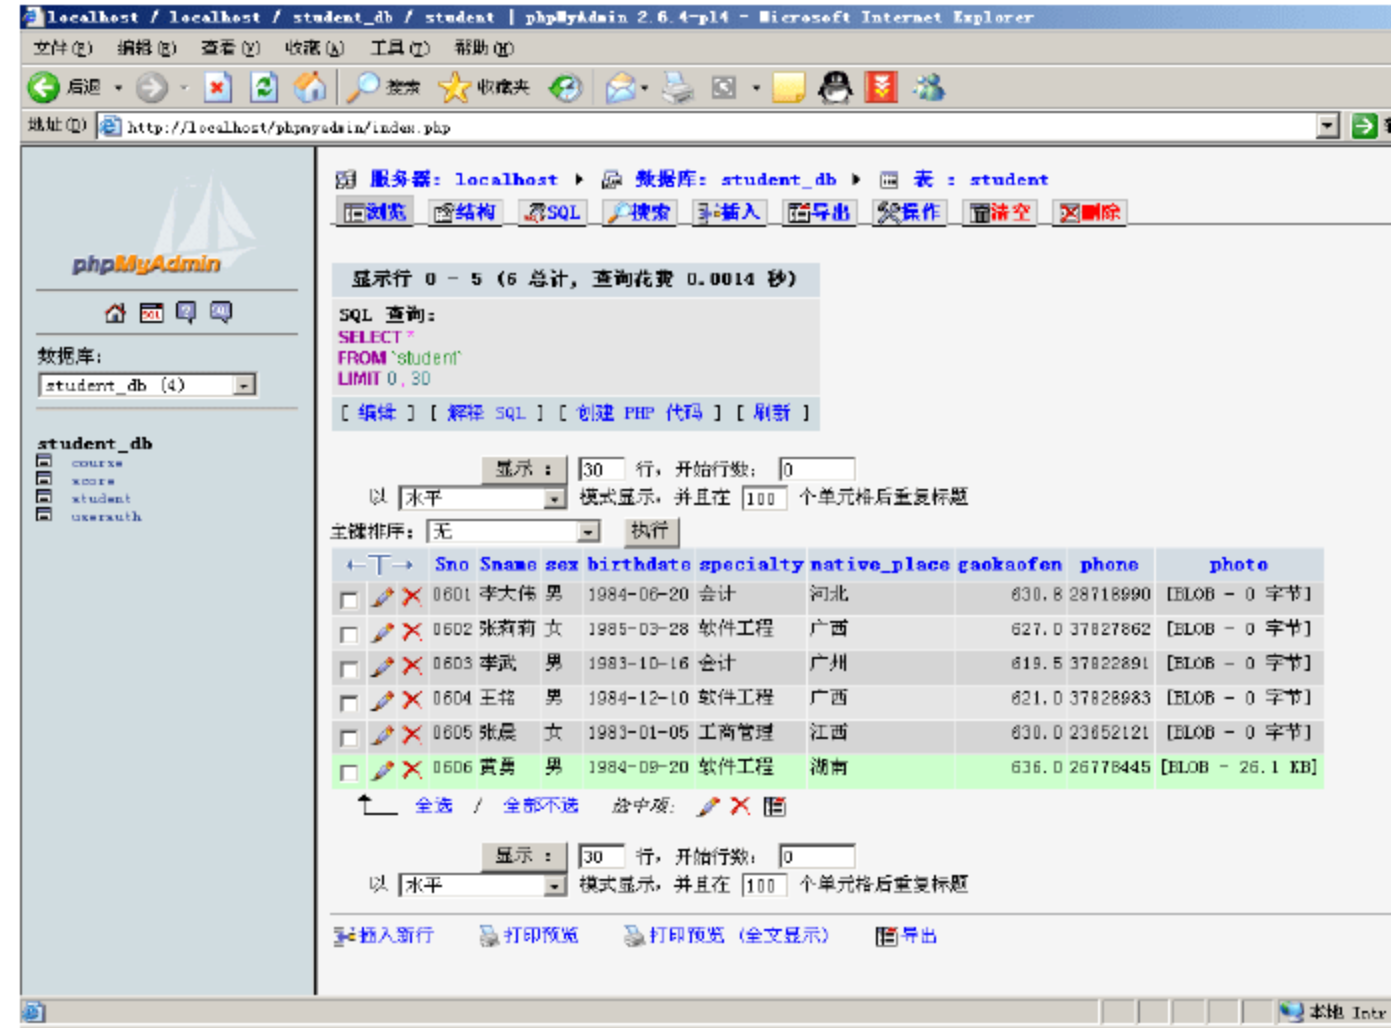 localhost / localhost / student_db / student | phpMyAdmin 2.6.4-pl4 - Microsoft Internet Explorer
文件(F) 编辑(E) 查看(V) 收藏(A) 工具(T) 帮助(H)
后退 搜索 收藏夹
地址(D) http://localhost/phpmyadmin/index.php
phpMyAdmin
数据库:
student_db (4)
student_db
course
score
student
userauth
服务器: localhost 数据库: student_db 表 : student
浏览 结构 SQL 搜索 插入 导出 操作 清空 删除
显示行 0 - 5 (6 总计, 查询花费 0.0014 秒)
SQL 查询:
SELECT *
FROM `student`
LIMIT 0 , 30
[ 编辑 ] [ 解释 SQL ] [ 创建 PHP 代码 ] [ 刷新 ]
显示 : 30 行, 开始行数: 0
以 水平 模式显示, 并且在 100 个单元格后重复标题
主键排序: 无 执行
←T→ Sno Sname sex birthdate specialty native_place gaokaofen phone photo
0601 李大伟 男 1984-06-20 会计 河北 630.8 28718990 [BLOB - 0 字节]
0602 张莉莉 女 1985-03-28 软件工程 广西 627.0 37827862 [BLOB - 0 字节]
0603 李武 男 1983-10-16 会计 广州 619.5 37822891 [BLOB - 0 字节]
0604 王铭 男 1984-12-10 软件工程 广西 621.0 37828983 [BLOB - 0 字节]
0605 张晨 女 1983-01-05 工商管理 江西 630.0 23652121 [BLOB - 0 字节]
0606 黄勇 男 1984-09-20 软件工程 湖南 636.0 26778445 [BLOB - 26.1 KB]
全选 / 全部不选 选中项:
显示 : 30 行, 开始行数: 0
以 水平 模式显示, 并且在 100 个单元格后重复标题
插入新行 打印预览 打印预览 (全文显示) 导出
本地 Intr